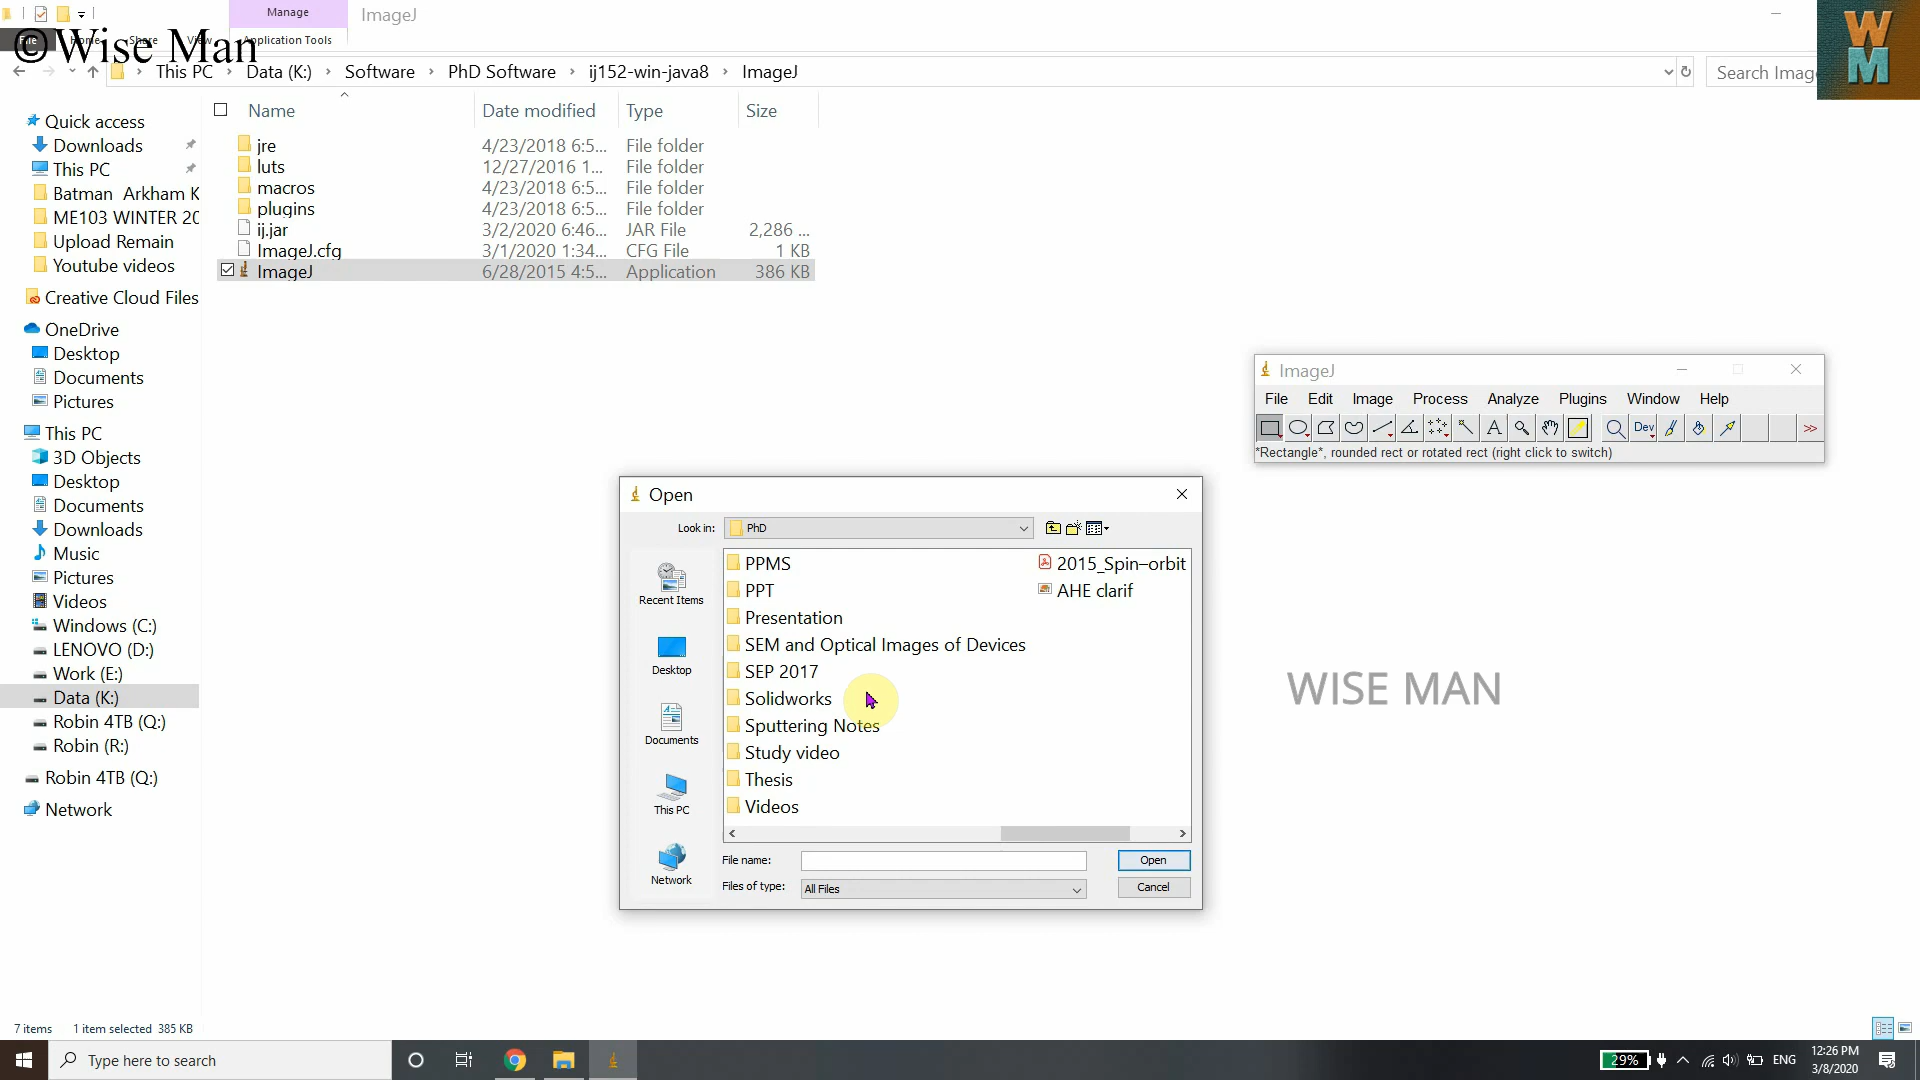 Manage
ImageJ
File
Home
Share
View
Application Tools
©Wise Man
W
M
This PC
Data (K:)
Software
PhD Software
ij152-win-java8
ImageJ
Search Imag
Name
Date modified
Type
Size
jre
4/23/2018 6:5...
File folder
luts
12/27/2016 1...
File folder
macros
4/23/2018 6:5...
File folder
plugins
4/23/2018 6:5...
File folder
ij.jar
3/2/2020 6:46...
JAR File
2,286 ...
ImageJ.cfg
3/1/2020 1:34...
CFG File
1 KB
ImageJ
6/28/2015 4:5...
Application
386 KB
Quick access
Downloads
This PC
Batman Arkham K
ME103 WINTER 20
Upload Remain
Youtube videos
Creative Cloud Files
OneDrive
Desktop
Documents
Pictures
This PC
3D Objects
Desktop
Documents
Downloads
Music
Pictures
Videos
Windows (C:)
LENOVO (D:)
Work (E:)
Data (K:)
Robin 4TB (Q:)
Robin (R:)
Robin 4TB (Q:)
Network
ImageJ
File Edit Image Process Analyze Plugins Window Help
A
Dev
>>
*Rectangle*, rounded rect or rotated rect (right click to switch)
Open
Look in:
PhD
Recent Items
Desktop
Documents
This PC
Network
PPMS
PPT
Presentation
SEM and Optical Images of Devices
SEP 2017
Solidworks
Sputtering Notes
Study video
Thesis
Videos
2015_Spin–orbit
AHE clarif
File name:
Open
Files of type:
All Files
Cancel
WISE MAN
7 items
1 item selected 385 KB
Type here to search
29%
ENG
12:26 PM
3/8/2020